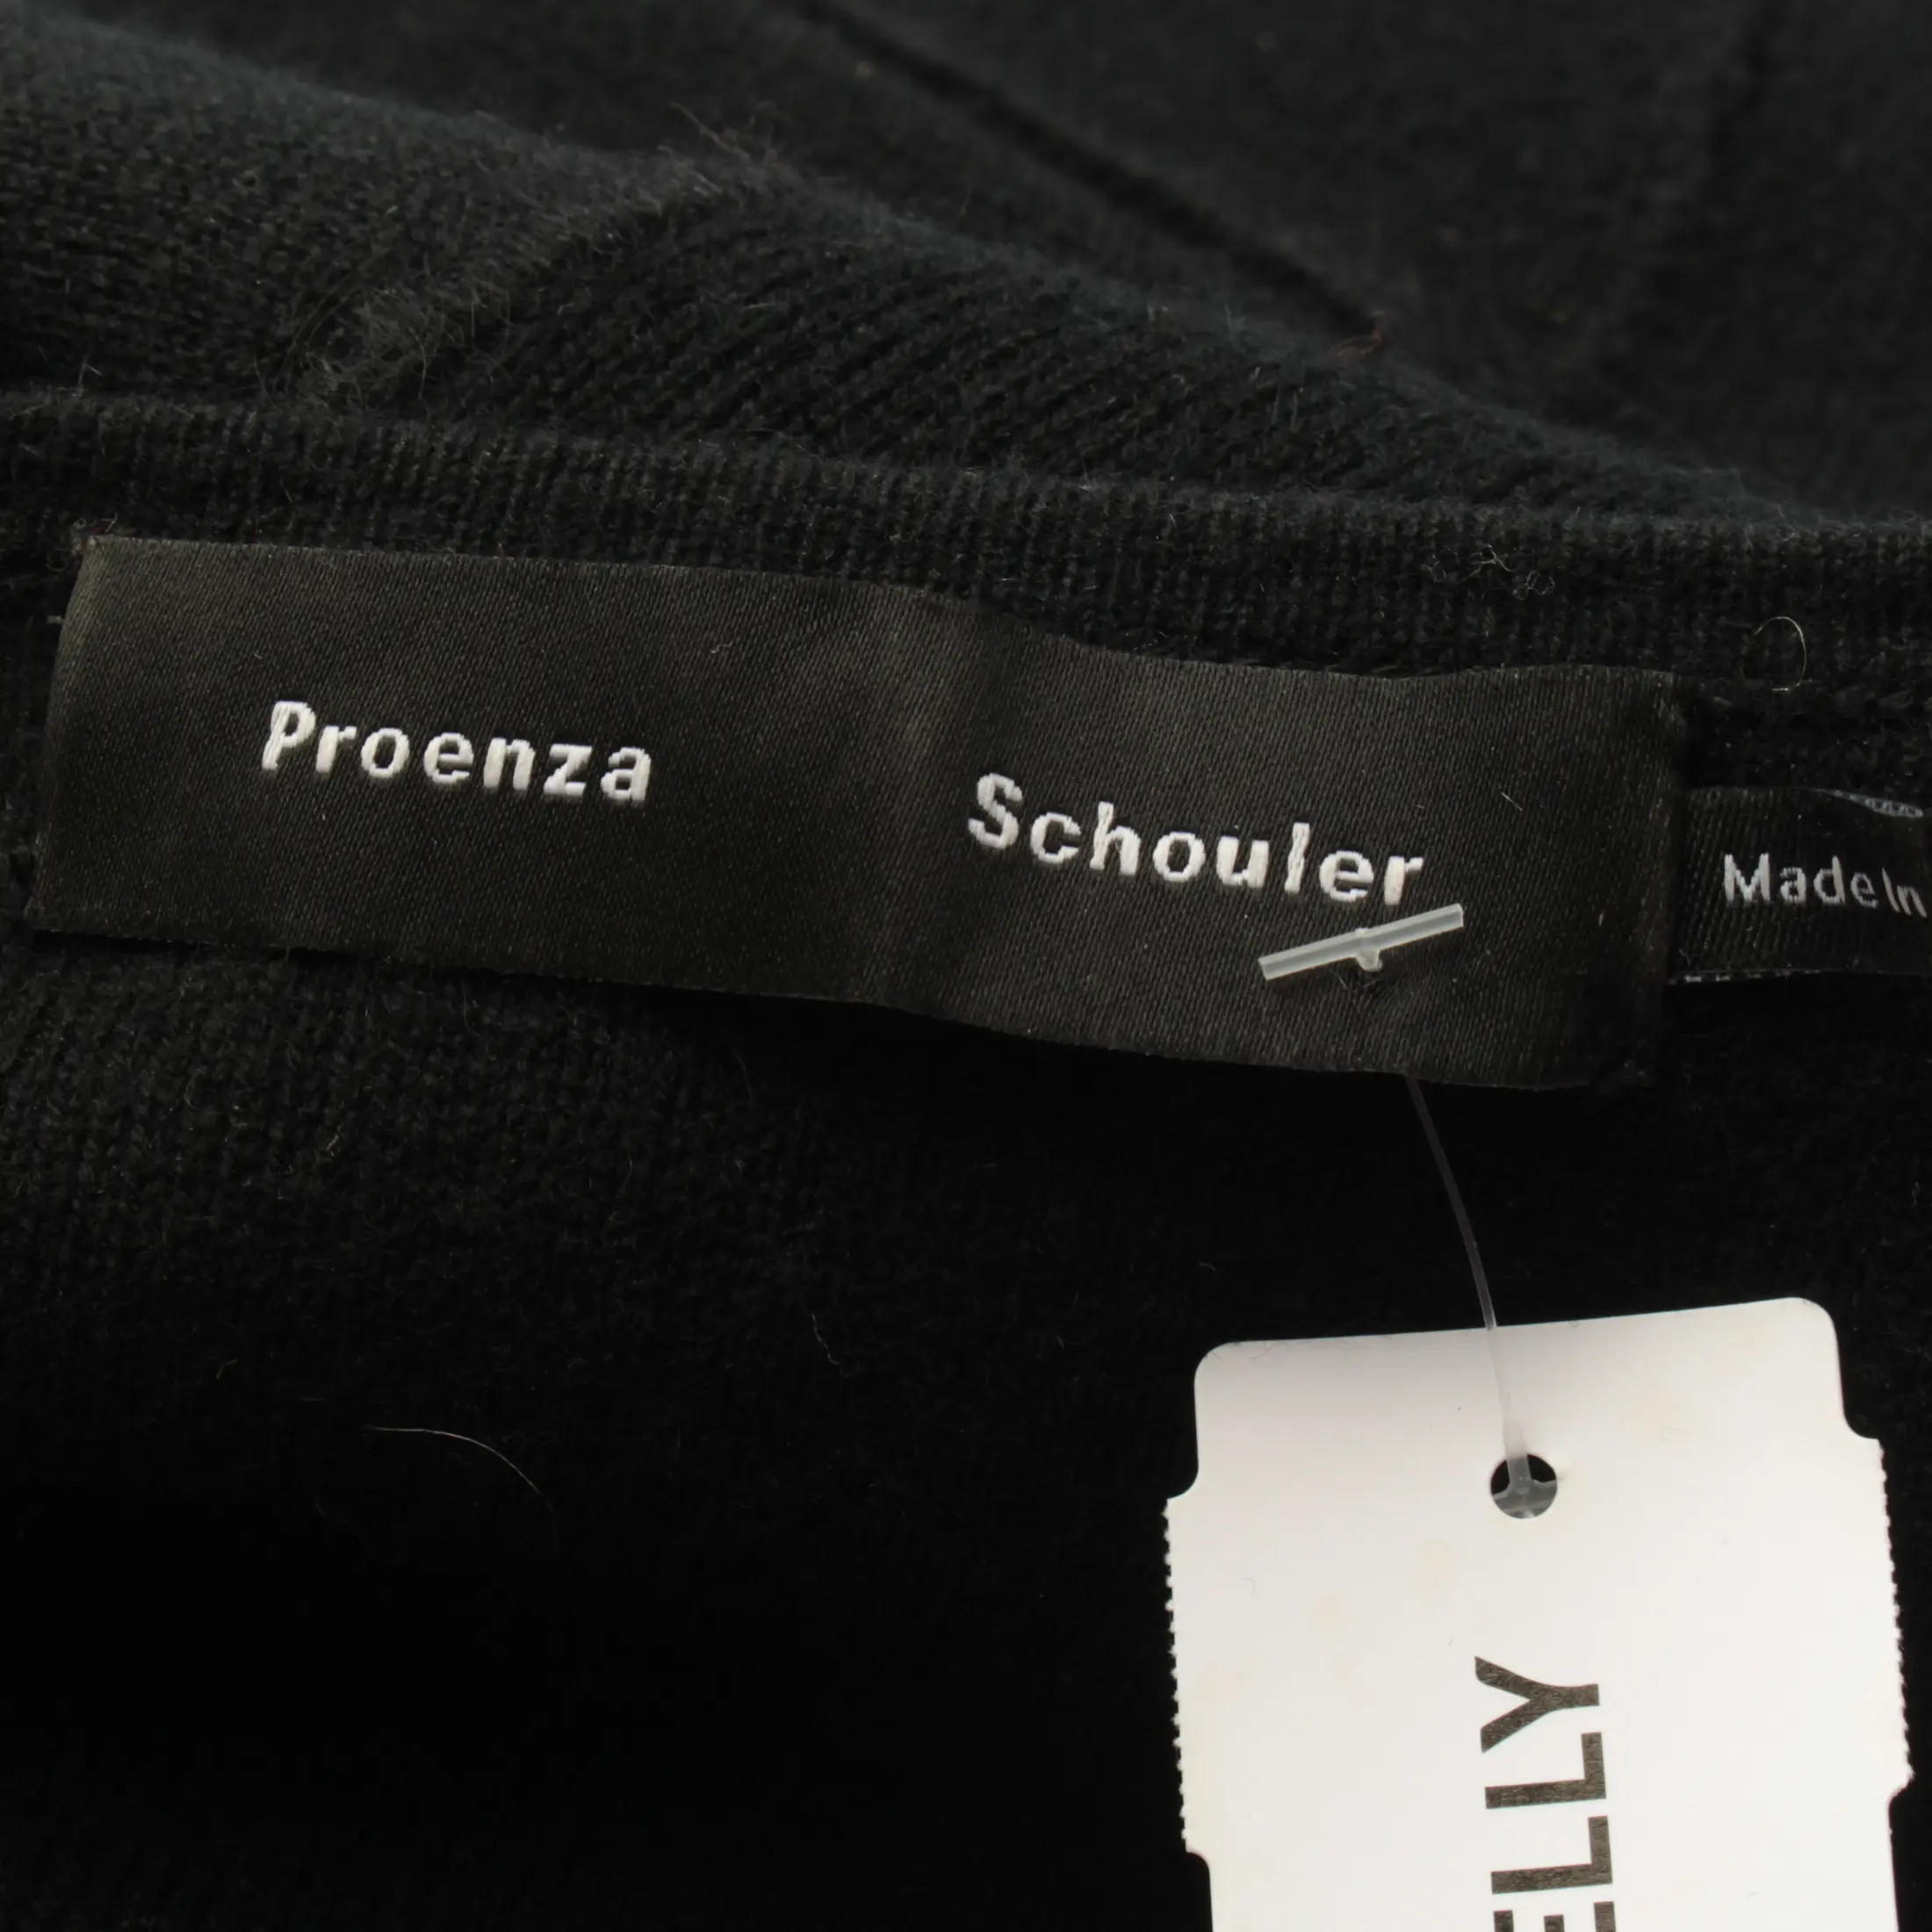 Proenza Schouler
Made In
ELLY